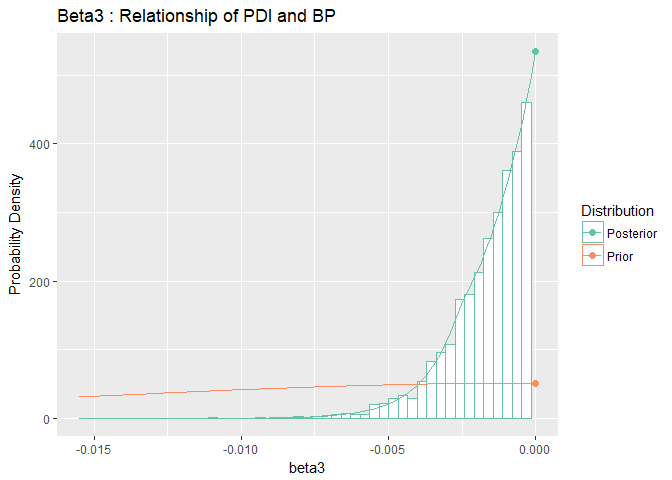 Beta3 : Relationship of PDI and BP
Probability Density
400
200
0
-0.015
-0.010
-0.005
0.000
beta3
Distribution
Posterior
Prior